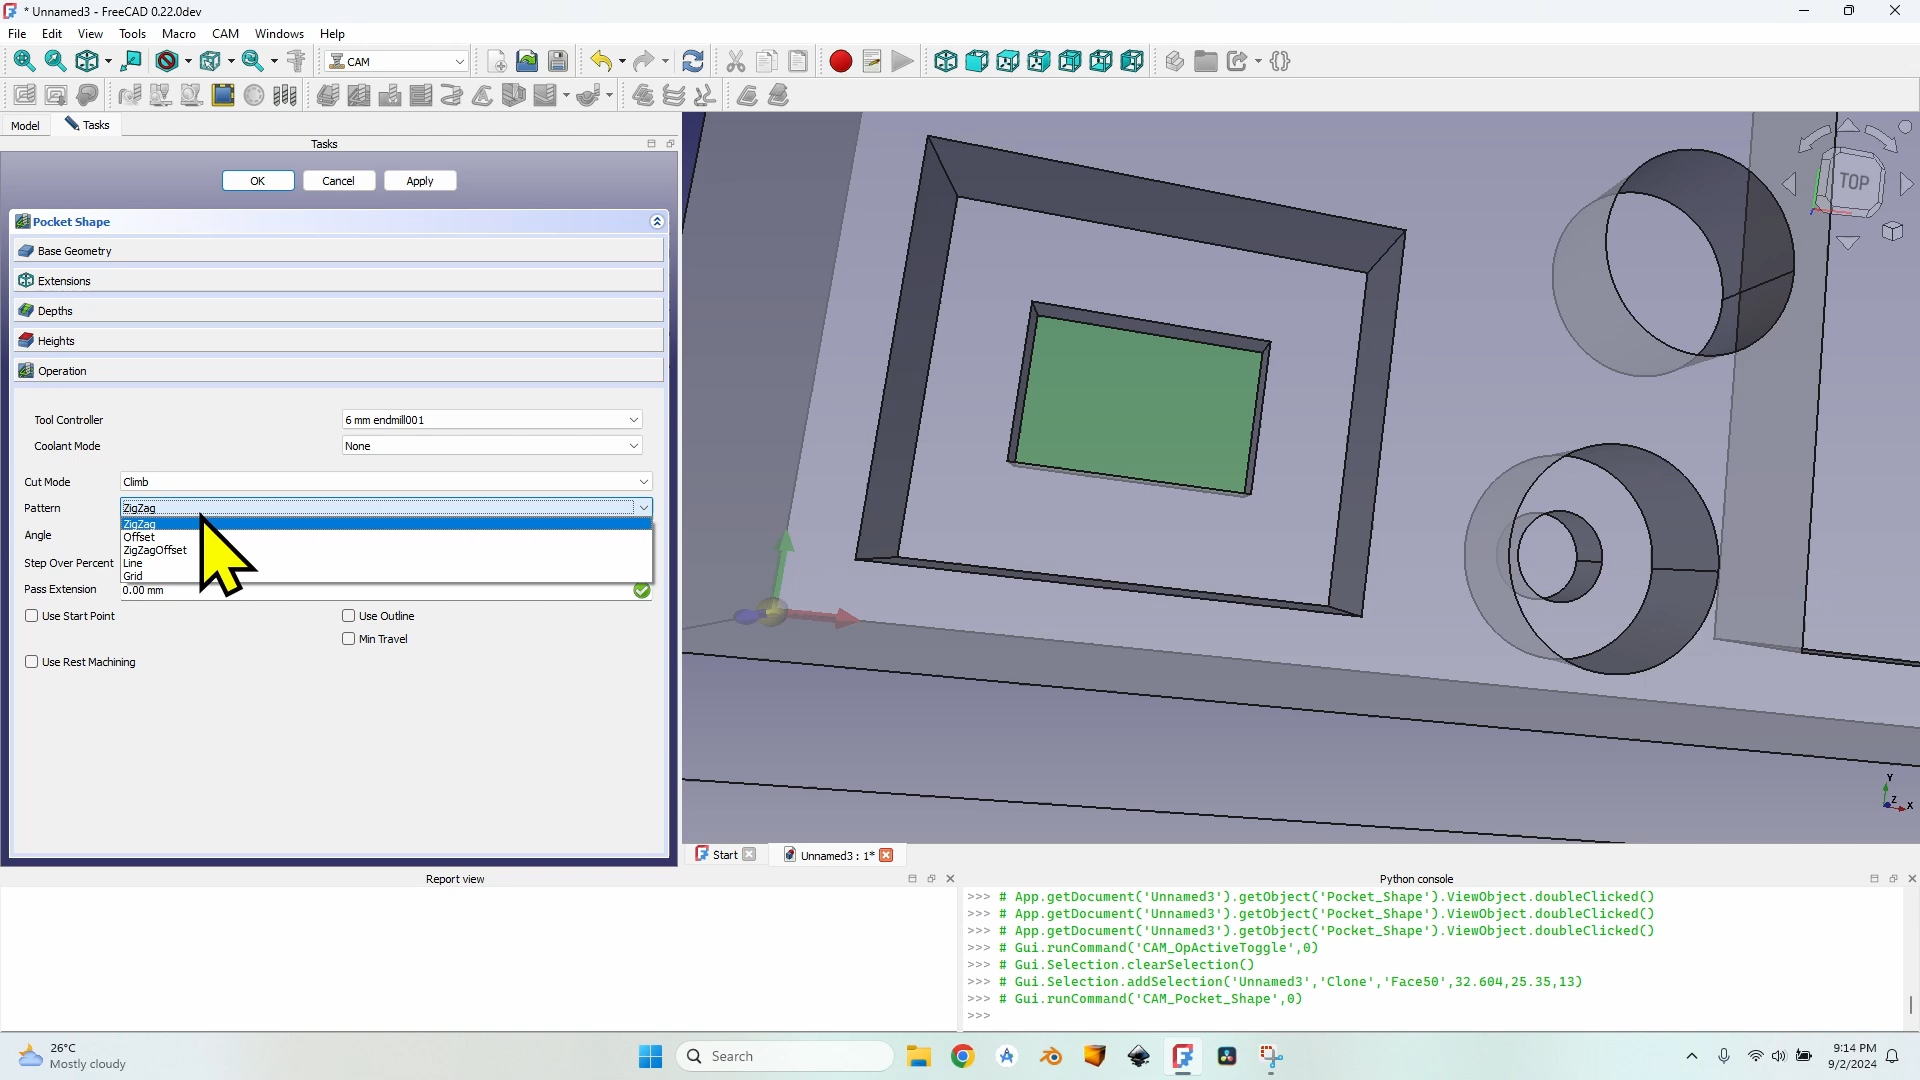 * Unnamed3 - FreeCAD 0.22.0dev
File Edit View Tools Macro CAM Windows Help
CAM
Model Tasks
Tasks
OK Cancel Apply
Pocket Shape
Base Geometry
Extensions
Depths
Heights
Operation
Tool Controller 6 mm endmill001
Coolant Mode None
Cut Mode Climb
Pattern ZigZag
ZigZag
Angle Offset
ZigZagOffset
Step Over Percent Line
Grid
Pass Extension 0.00 mm
Use Start Point Use Outline
Min Travel
Use Rest Machining
TOP
Y
Z
X
Start Unnamed3 : 1*
Report view
Python console
>>> # App.getDocument('Unnamed3').getObject('Pocket_Shape').ViewObject.doubleClicked()
>>> # App.getDocument('Unnamed3').getObject('Pocket_Shape').ViewObject.doubleClicked()
>>> # App.getDocument('Unnamed3').getObject('Pocket_Shape').ViewObject.doubleClicked()
>>> # Gui.runCommand('CAM_OpActiveToggle',0)
>>> # Gui.Selection.clearSelection()
>>> # Gui.Selection.addSelection('Unnamed3','Clone','Face50',32.604,25.35,13)
>>> # Gui.runCommand('CAM_Pocket_Shape',0)
>>>
26°C
Mostly cloudy
Search
9:14 PM
9/2/2024